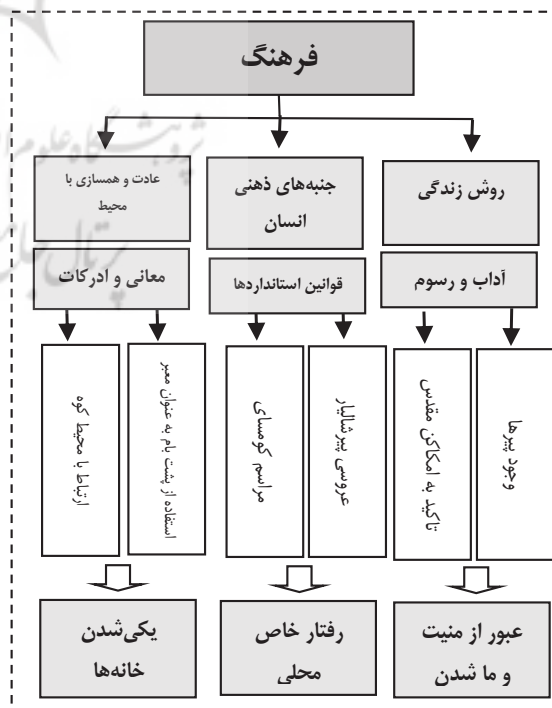 فرهنگ
روش زندگی
جنبه‌های ذهنی
انسان
عادت و همسازی با
محیط
آداب و رسوم
قوانین استانداردها
معانی و ادرکات
وجود پیرها
تاکید به امکاکن مقدس
عروسی پیرشالیار
مراسم کومسای
استفاده از پشت بام به عنوان معبر
ارتباط با محیط کوه
عبور از منیت
و ما شدن
رفتار خاص
محلی
یکی‌شدن
خانه‌ها